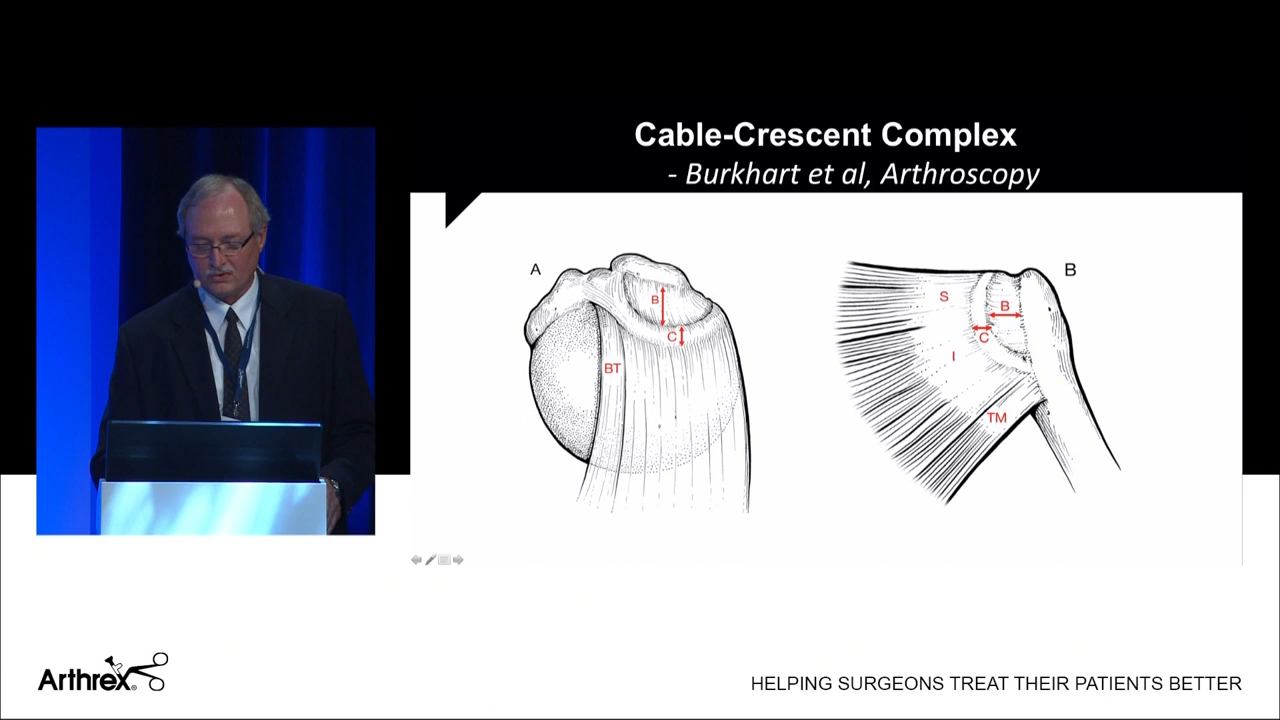 Cable-Crescent Complex
- Burkhart et al, Arthroscopy
A
B
C
BT
B
S
B
C
I
TM
Arthrex®
HELPING SURGEONS TREAT THEIR PATIENTS BETTER